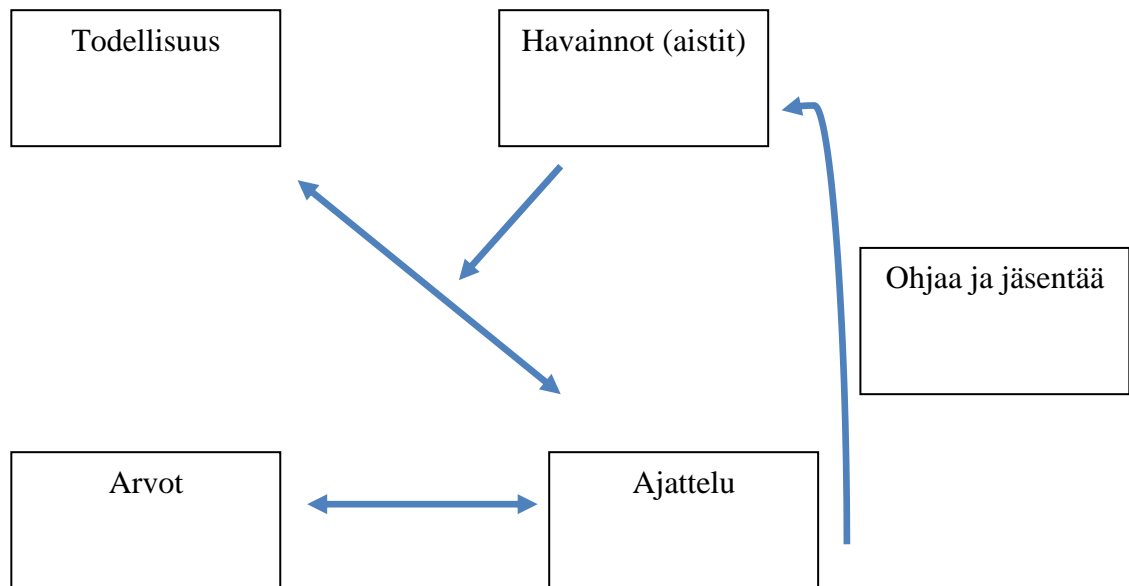 Todellisuus
Havainnot (aistit)
Ohjaa ja jäsentää
Arvot
Ajattelu